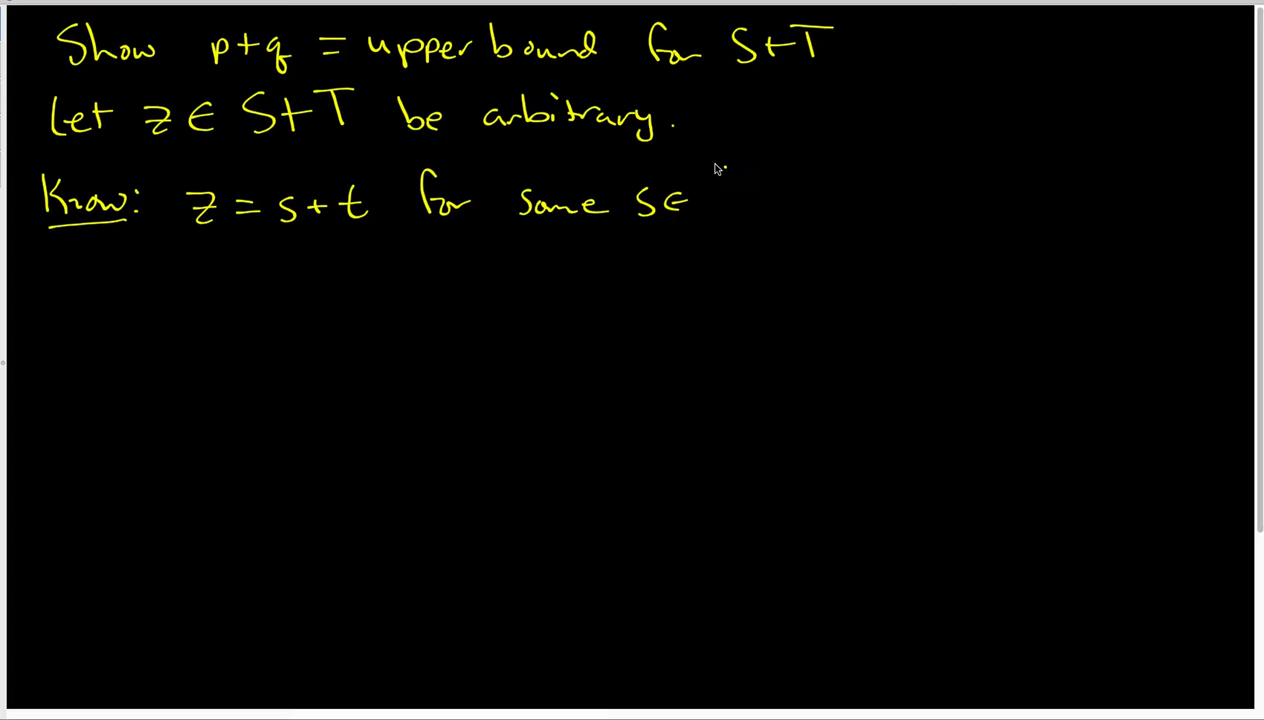 Show p+q = upper bound for S+T
Let z ∈ S+T be arbitrary.
Know: z = s + t for some s ∈